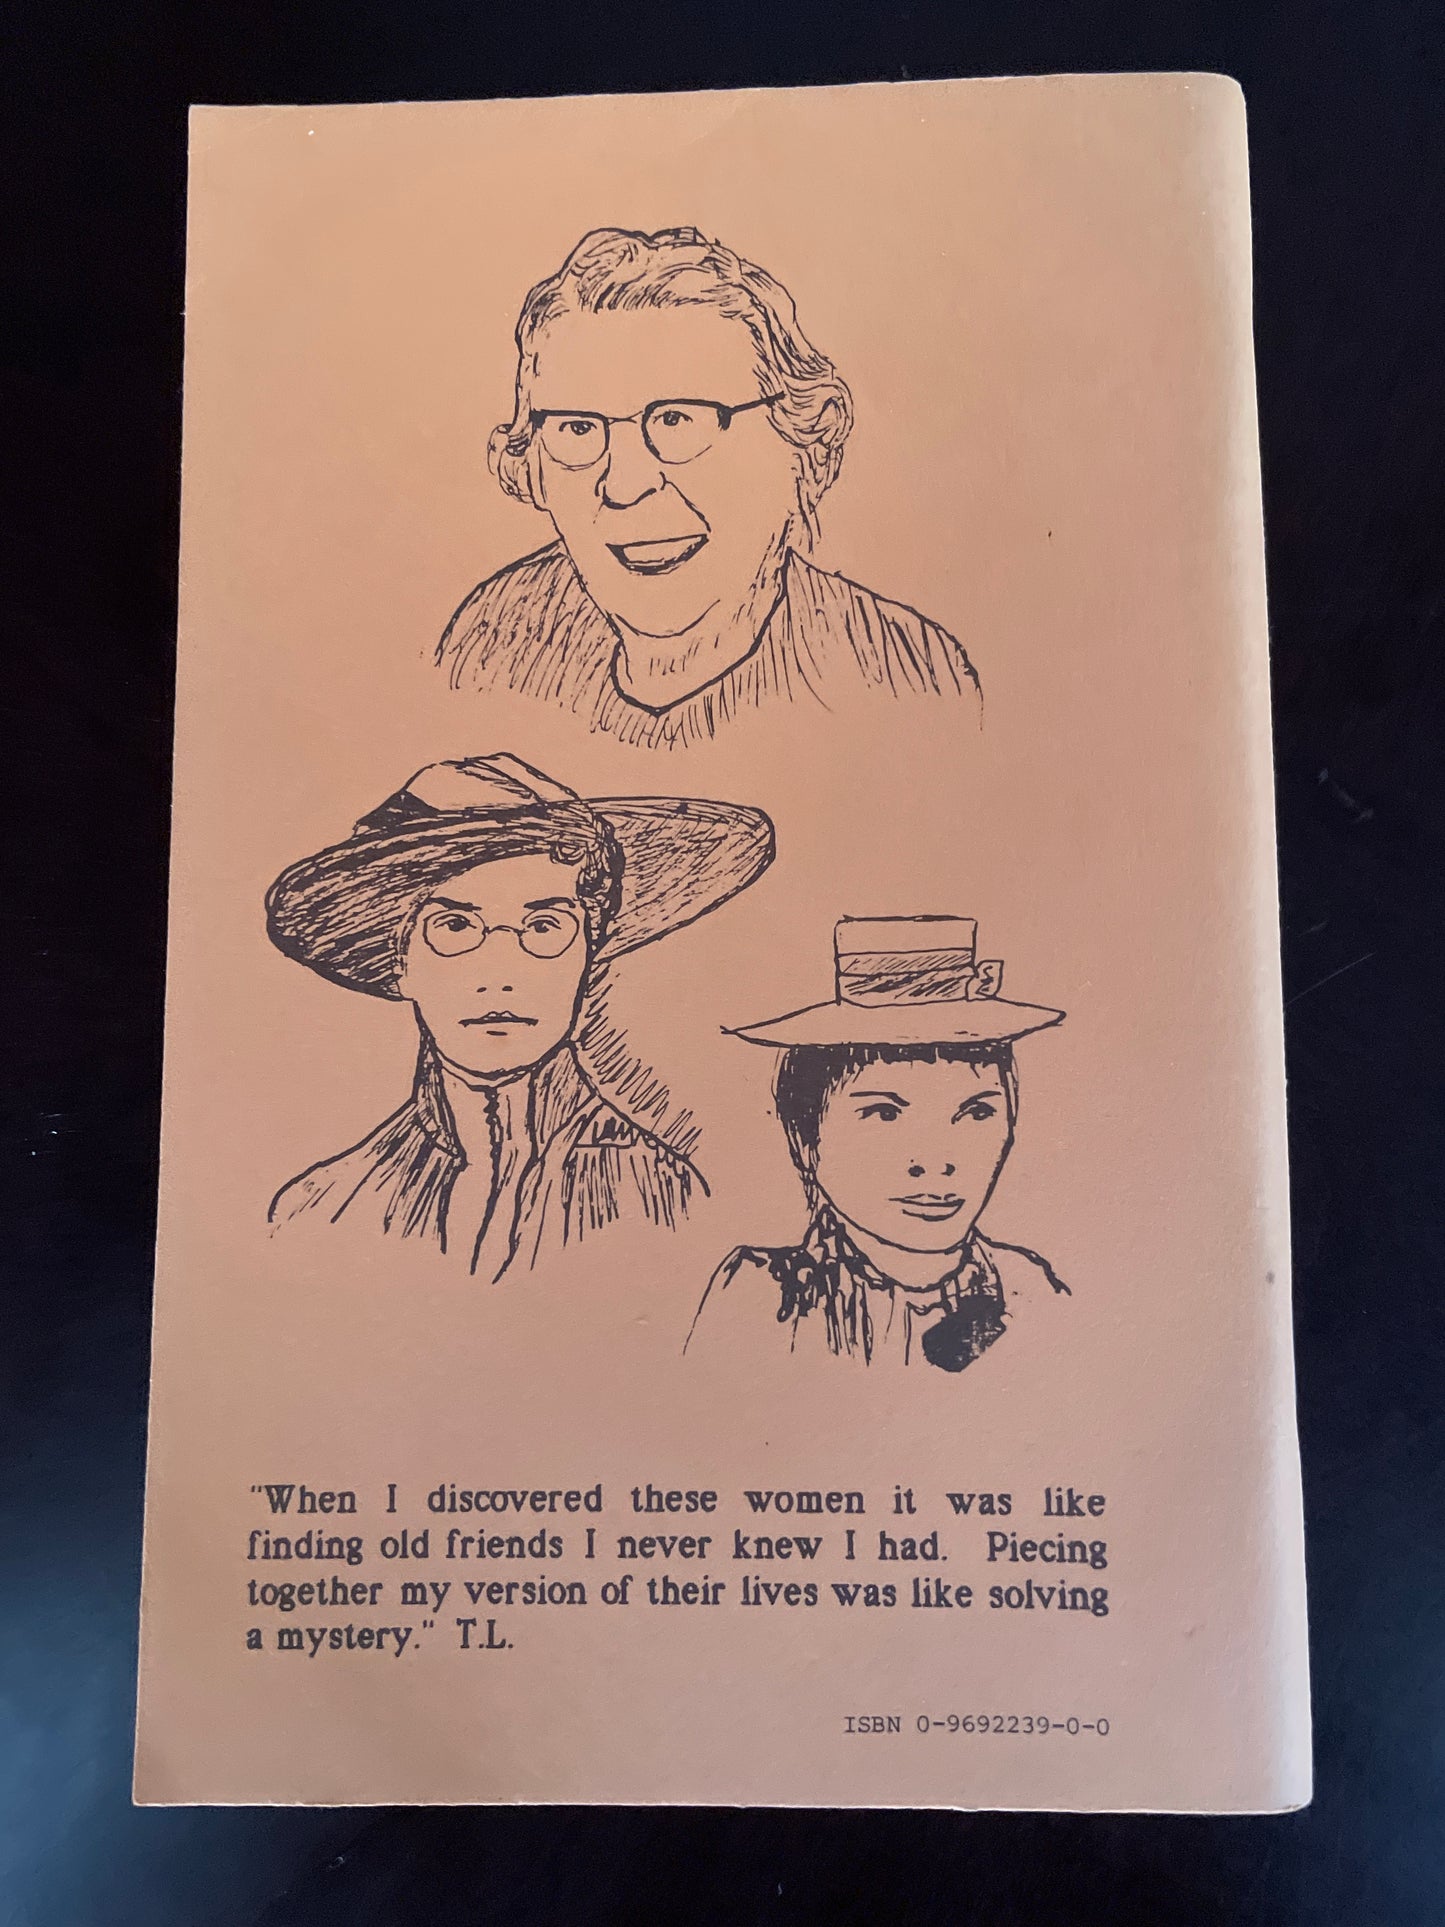 "When I discovered these women it was like
finding old friends I never knew I had. Piecing
together my version of their lives was like solving
a mystery." T.L.
ISBN 0-9692239-0-0